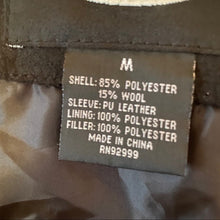 M
SHELL: 85% POLYESTER
15% WOOL
SLEEVE: PU LEATHER
LINING: 100% POLYESTER
FILLER: 100% POLYESTER
MADE IN CHINA
RN92999